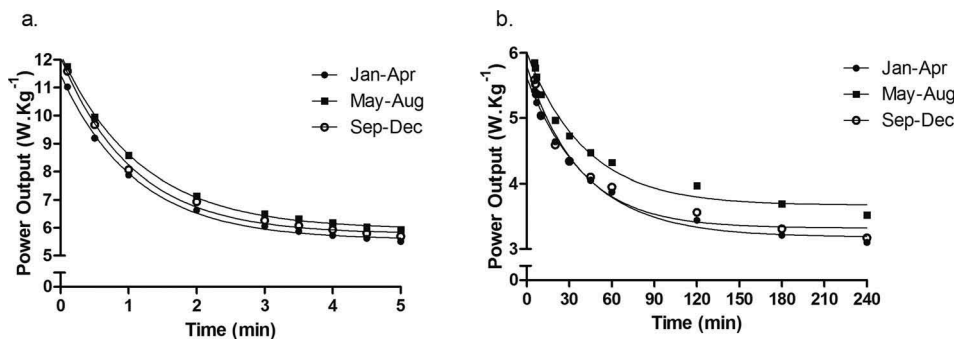 a.
Power Output (W.Kg⁻¹)
12
11
10
9
8
7
6
5
0
0 1 2 3 4 5
Time (min)
Jan-Apr
May-Aug
Sep-Dec
b.
Power Output (W.Kg⁻¹)
6
5
4
3
0
0 30 60 90 120 150 180 210 240
Time (min)
Jan-Apr
May-Aug
Sep-Dec